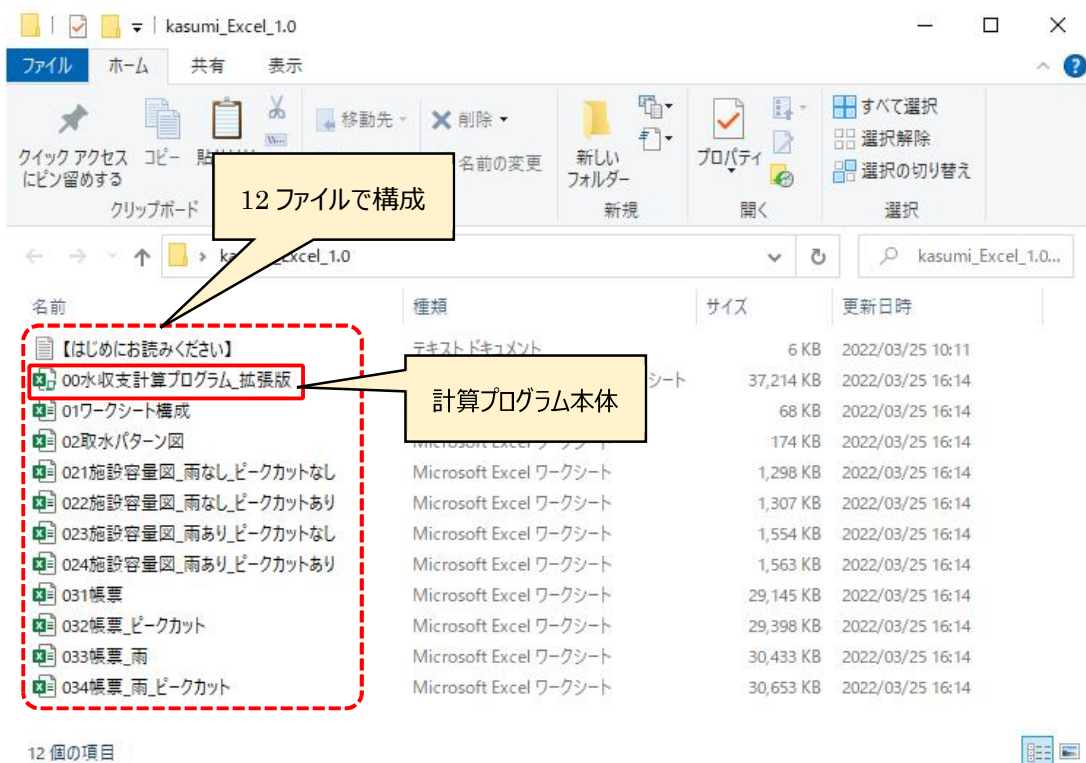 kasumi_Excel_1.0
ファイル ホーム 共有 表示
クイック アクセス
にピン留めする
コピー
移動先
削除
名前の変更
新しい
フォルダー
プロパティ
すべて選択
選択解除
選択の切り替え
クリップボード 新規 開く 選択
12 ファイルで構成
kasumi_Excel_1.0...
名前 種類 サイズ 更新日時
【はじめにお読みください】 テキスト ドキュメント 6 KB 2022/03/25 10:11
00水収支計算プログラム_拡張版 シート 37,214 KB 2022/03/25 16:14
計算プログラム本体
01ワークシート構成 68 KB 2022/03/25 16:14
02取水パターン図 Microsoft Excel ワークシート 174 KB 2022/03/25 16:14
021施設容量図_雨なし_ピークカットなし Microsoft Excel ワークシート 1,298 KB 2022/03/25 16:14
022施設容量図_雨なし_ピークカットあり Microsoft Excel ワークシート 1,307 KB 2022/03/25 16:14
023施設容量図_雨あり_ピークカットなし Microsoft Excel ワークシート 1,554 KB 2022/03/25 16:14
024施設容量図_雨あり_ピークカットあり Microsoft Excel ワークシート 1,563 KB 2022/03/25 16:14
031帳票 Microsoft Excel ワークシート 29,145 KB 2022/03/25 16:14
032帳票_ピークカット Microsoft Excel ワークシート 29,398 KB 2022/03/25 16:14
033帳票_雨 Microsoft Excel ワークシート 30,433 KB 2022/03/25 16:14
034帳票_雨_ピークカット Microsoft Excel ワークシート 30,653 KB 2022/03/25 16:14
12 個の項目